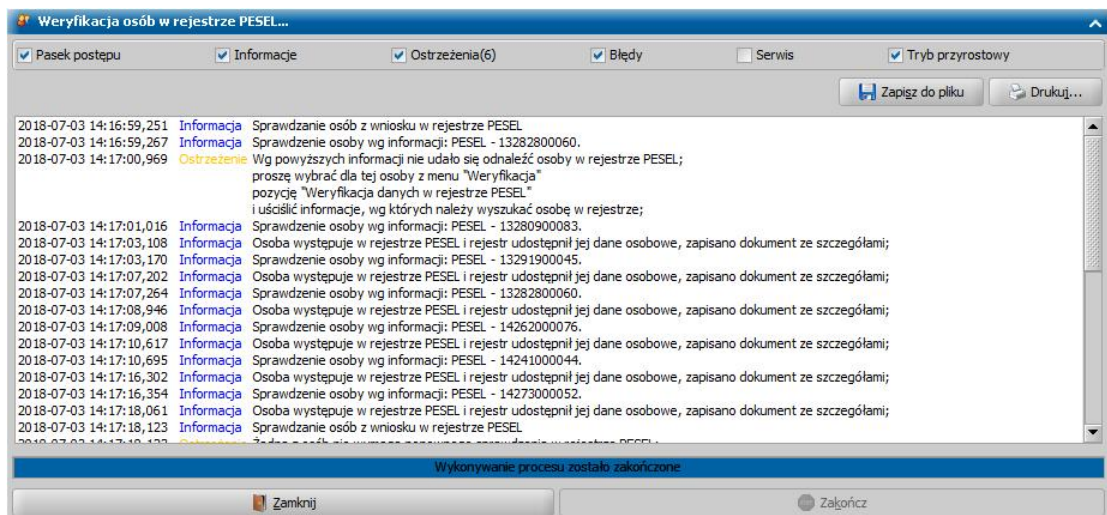 Weryfikacja osób w rejestrze PESEL...
Pasek postępu Informacje Ostrzeżenia(6) Błędy Serwis Tryb przyrostowy
Zapisz do pliku Drukuj...
2018-07-03 14:16:59,251 Informacja Sprawdzanie osób z wniosku w rejestrze PESEL
2018-07-03 14:16:59,267 Informacja Sprawdzenie osoby wg informacji: PESEL - 13282800060.
2018-07-03 14:17:00,969 Ostrzeżenie Wg powyższych informacji nie udało się odnaleźć osoby w rejestrze PESEL;
proszę wybrać dla tej osoby z menu "Weryfikacja"
pozycję "Weryfikacja danych w rejestrze PESEL"
i uściślić informacje, wg których należy wyszukać osobę w rejestrze;
2018-07-03 14:17:01,016 Informacja Sprawdzenie osoby wg informacji: PESEL - 13280900083.
2018-07-03 14:17:03,108 Informacja Osoba występuje w rejestrze PESEL i rejestr udostępnił jej dane osobowe, zapisano dokument ze szczegółami;
2018-07-03 14:17:03,170 Informacja Sprawdzenie osoby wg informacji: PESEL - 13291900045.
2018-07-03 14:17:07,202 Informacja Osoba występuje w rejestrze PESEL i rejestr udostępnił jej dane osobowe, zapisano dokument ze szczegółami;
2018-07-03 14:17:07,264 Informacja Sprawdzenie osoby wg informacji: PESEL - 13282800060.
2018-07-03 14:17:08,946 Informacja Osoba występuje w rejestrze PESEL i rejestr udostępnił jej dane osobowe, zapisano dokument ze szczegółami;
2018-07-03 14:17:09,008 Informacja Sprawdzenie osoby wg informacji: PESEL - 14262000076.
2018-07-03 14:17:10,617 Informacja Osoba występuje w rejestrze PESEL i rejestr udostępnił jej dane osobowe, zapisano dokument ze szczegółami;
2018-07-03 14:17:10,695 Informacja Sprawdzenie osoby wg informacji: PESEL - 14241000044.
2018-07-03 14:17:16,302 Informacja Osoba występuje w rejestrze PESEL i rejestr udostępnił jej dane osobowe, zapisano dokument ze szczegółami;
2018-07-03 14:17:16,354 Informacja Sprawdzenie osoby wg informacji: PESEL - 14273000052.
2018-07-03 14:17:18,061 Informacja Osoba występuje w rejestrze PESEL i rejestr udostępnił jej dane osobowe, zapisano dokument ze szczegółami;
2018-07-03 14:17:18,123 Informacja Sprawdzanie osób z wniosku w rejestrze PESEL
Wykonywanie procesu zostało zakończone
Zamknij Zakończ